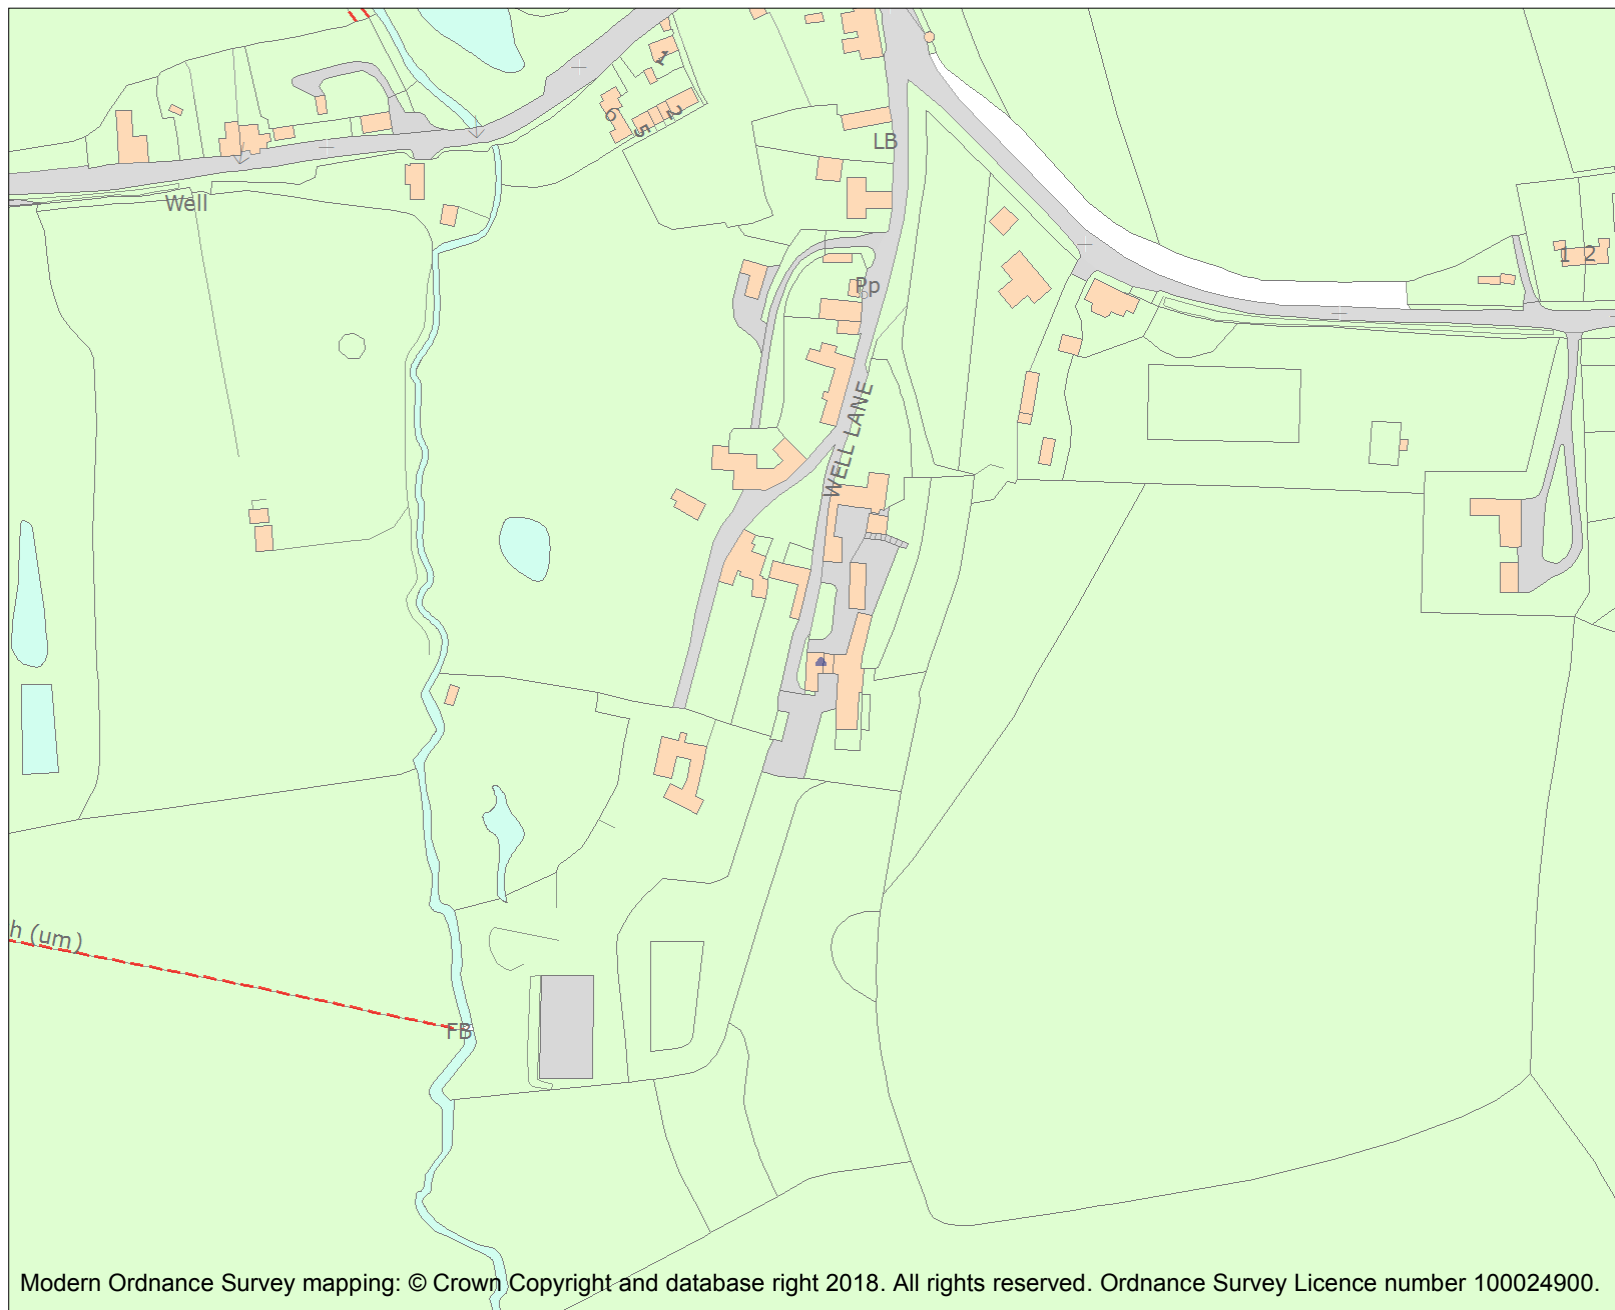 1
2
5
6
LB
Well
1 2
Pp
WELL LANE
h (um)
FB
Modern Ordnance Survey mapping: © Crown Copyright and database right 2018. All rights reserved. Ordnance Survey Licence number 100024900.